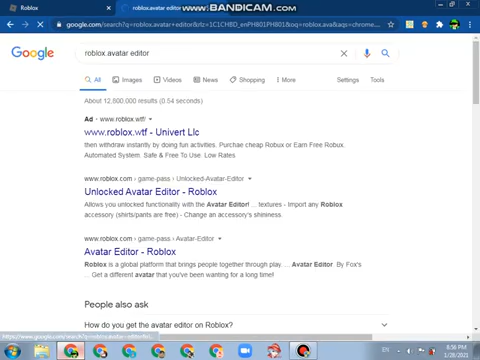 WWW.BANDICAM.COM
Roblox
roblox.avatar editor
google.com/search?q=roblox.avatar+editor&rlz=1C1CHBD_enPH801PH801&oq=roblox.ava&aqs=chrome...
Google
roblox.avatar editor
All Images Videos News Shopping More Settings Tools
About 12,800,000 results (0.54 seconds)
Ad · www.roblox.wtf/
www.roblox.wtf - Univert Llc
then withdraw instantly by doing fun activities. Purchae cheap Robux or Earn Free Robux.
Automated System. Safe & Free To Use. Low Rates
www.roblox.com › game-pass › Unlocked-Avatar-Editor
Unlocked Avatar Editor - Roblox
Allows you unlocked functionality with the Avatar Editor! ... textures - Import any Roblox
accessory (shirts/pants are free) - Change an accessory's shininess.
www.roblox.com › game-pass › Avatar-Editor
Avatar Editor - Roblox
Roblox is a global platform that brings people together through play. ... Avatar Editor By Fox's
... Get a different avatar that you've been wanting for a long time!
People also ask
How do you get the avatar editor on Roblox?
EN
6:56 PM
1/28/2021